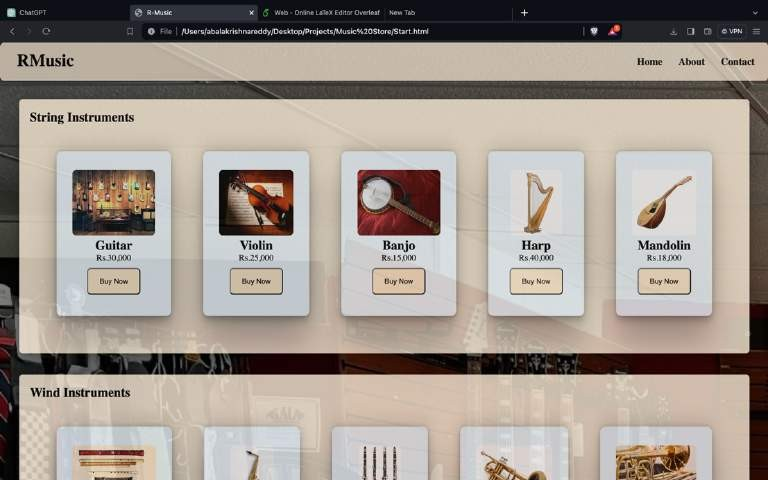 ChatGPT
R-Music
Web - Online LaTeX Editor Overleaf
New Tab
File
/Users/abalakrishnareddy/Desktop/Projects/Music%20Store/Start.html
VPN
RMusic
Home
About
Contact
String Instruments
Guitar
Rs.30,000
Buy Now
Violin
Rs.25,000
Buy Now
Banjo
Rs.15,000
Buy Now
Harp
Rs.40,000
Buy Now
Mandolin
Rs.18,000
Buy Now
Wind Instruments